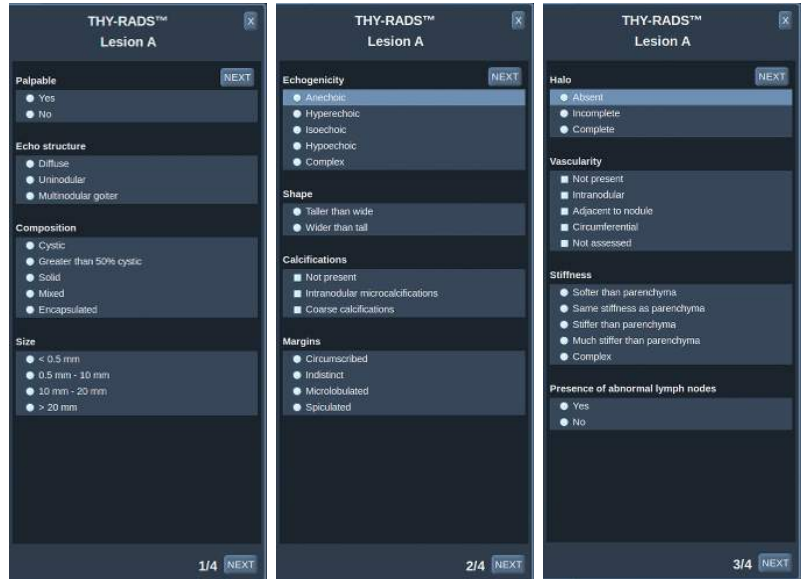 THY-RADS™
X
Lesion A
NEXT
Palpable
Yes
No
Echo structure
Diffuse
Uninodular
Multinodular goiter
Composition
Cystic
Greater than 50% cystic
Solid
Mixed
Encapsulated
Size
< 0.5 mm
0.5 mm - 10 mm
10 mm - 20 mm
> 20 mm
1/4 NEXT
THY-RADS™
X
Lesion A
NEXT
Echogenicity
Anechoic
Hyperechoic
Isoechoic
Hypoechoic
Complex
Shape
Taller than wide
Wider than tall
Calcifications
Not present
Intranodular microcalcifications
Coarse calcifications
Margins
Circumscribed
Indistinct
Microlobulated
Spiculated
2/4 NEXT
THY-RADS™
X
Lesion A
NEXT
Halo
Absent
Incomplete
Complete
Vascularity
Not present
Intranodular
Adjacent to nodule
Circumferential
Not assessed
Stiffness
Softer than parenchyma
Same stiffness as parenchyma
Stiffer than parenchyma
Much stiffer than parenchyma
Complex
Presence of abnormal lymph nodes
Yes
No
3/4 NEXT